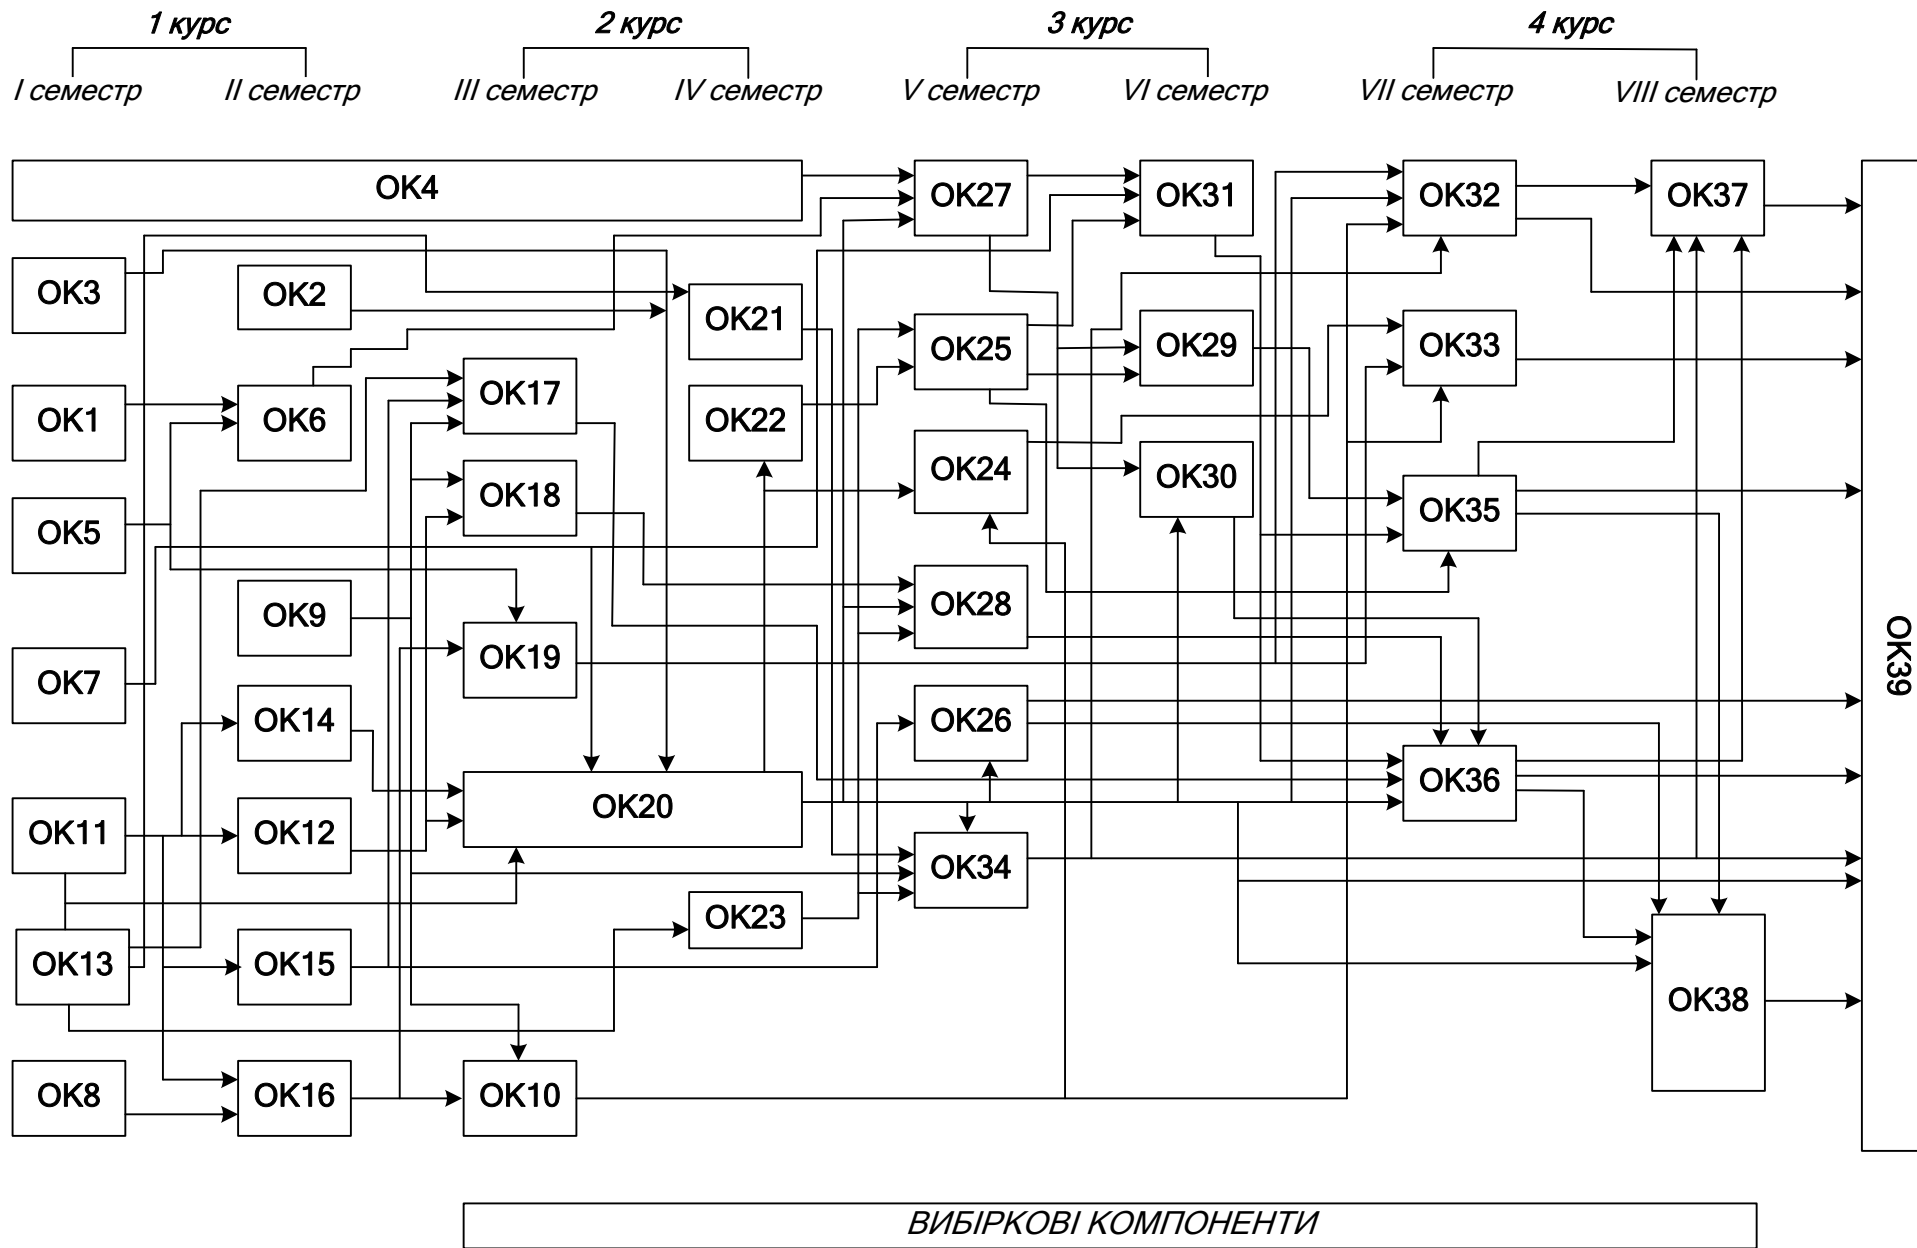 1 курс 2 курс 3 курс 4 курс
I семестр II семестр III семестр IV семестр V семестр VI семестр VII семестр VIII семестр
ОК4 ОК27 ОК31 ОК32 ОК37
ОК3 ОК2 ОК21
ОК25 ОК29 ОК33
ОК1 ОК6 ОК17 ОК22
ОК24 ОК30
ОК5 ОК18 ОК35
ОК9 ОК28
ОК7 ОК19 ОК39
ОК14 ОК26
ОК11 ОК12 ОК20 ОК36
ОК34
ОК13 ОК15 ОК23
ОК38
ОК8 ОК16 ОК10
ВИБІРКОВІ КОМПОНЕНТИ